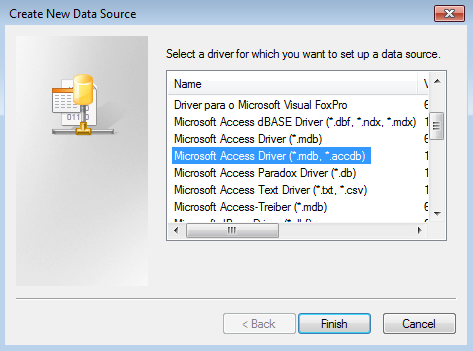 Create New Data Source
01110
Select a driver for which you want to set up a data source.
Name V
Driver para o Microsoft Visual FoxPro 6
Microsoft Access dBASE Driver (*.dbf, *.ndx, *.mdx) 1
Microsoft Access Driver (*.mdb) 6
Microsoft Access Driver (*.mdb, *.accdb) 1
Microsoft Access Paradox Driver (*.db) 1
Microsoft Access Text Driver (*.txt, *.csv) 1
Microsoft Access-Treiber (*.mdb) 6
< Back Finish Cancel